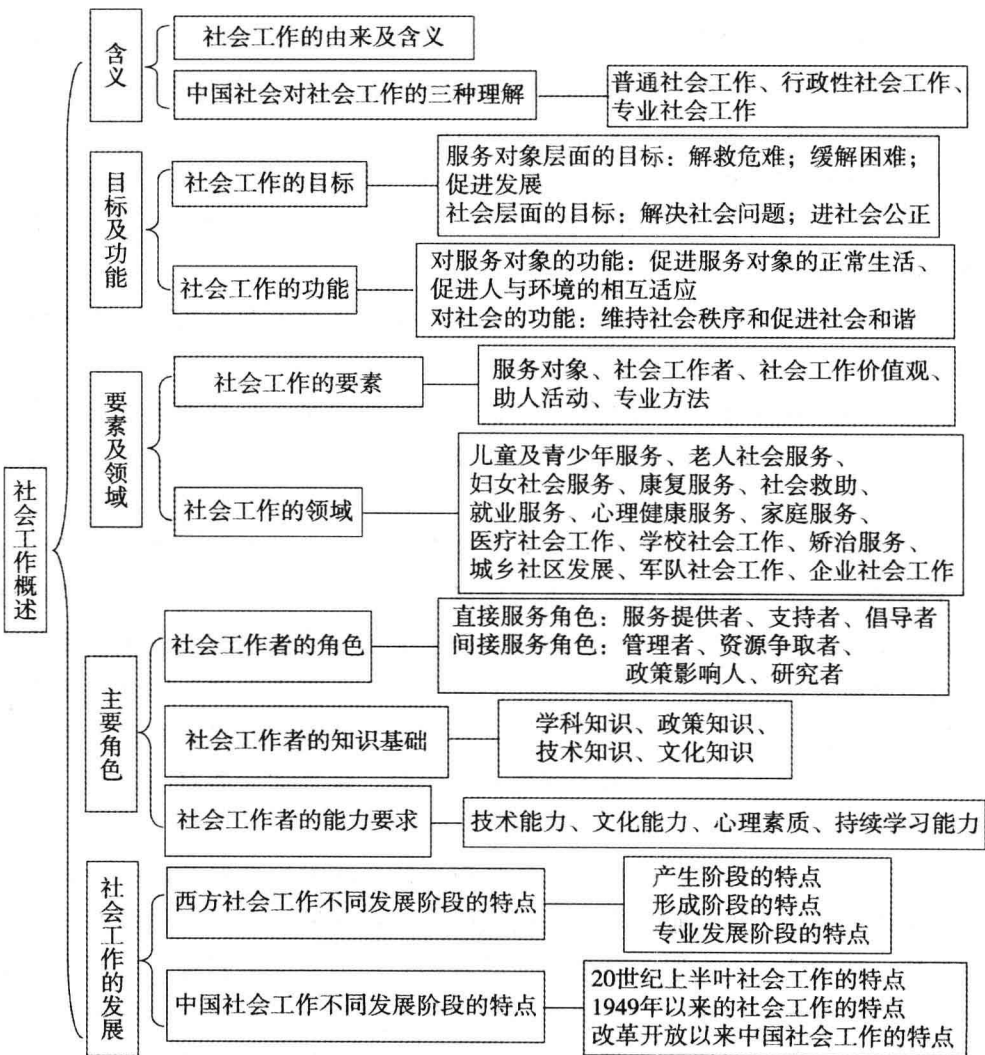 社会工作概述
含义
社会工作的由来及含义
中国社会对社会工作的三种理解
普通社会工作、行政性社会工作、
专业社会工作
目标及功能
社会工作的目标
服务对象层面的目标：解救危难；缓解困难；
促进发展
社会层面的目标：解决社会问题；进社会公正
社会工作的功能
对服务对象的功能：促进服务对象的正常生活、
促进人与环境的相互适应
对社会的功能：维持社会秩序和促进社会和谐
要素及领域
社会工作的要素
服务对象、社会工作者、社会工作价值观、
助人活动、专业方法
社会工作的领域
儿童及青少年服务、老人社会服务、
妇女社会服务、康复服务、社会救助、
就业服务、心理健康服务、家庭服务、
医疗社会工作、学校社会工作、矫治服务、
城乡社区发展、军队社会工作、企业社会工作
主要角色
社会工作者的角色
直接服务角色：服务提供者、支持者、倡导者
间接服务角色：管理者、资源争取者、
政策影响人、研究者
社会工作者的知识基础
学科知识、政策知识、
技术知识、文化知识
社会工作者的能力要求
技术能力、文化能力、心理素质、持续学习能力
社会工作的发展
西方社会工作不同发展阶段的特点
产生阶段的特点
形成阶段的特点
专业发展阶段的特点
中国社会工作不同发展阶段的特点
20世纪上半叶社会工作的特点
1949年以来的社会工作的特点
改革开放以来中国社会工作的特点